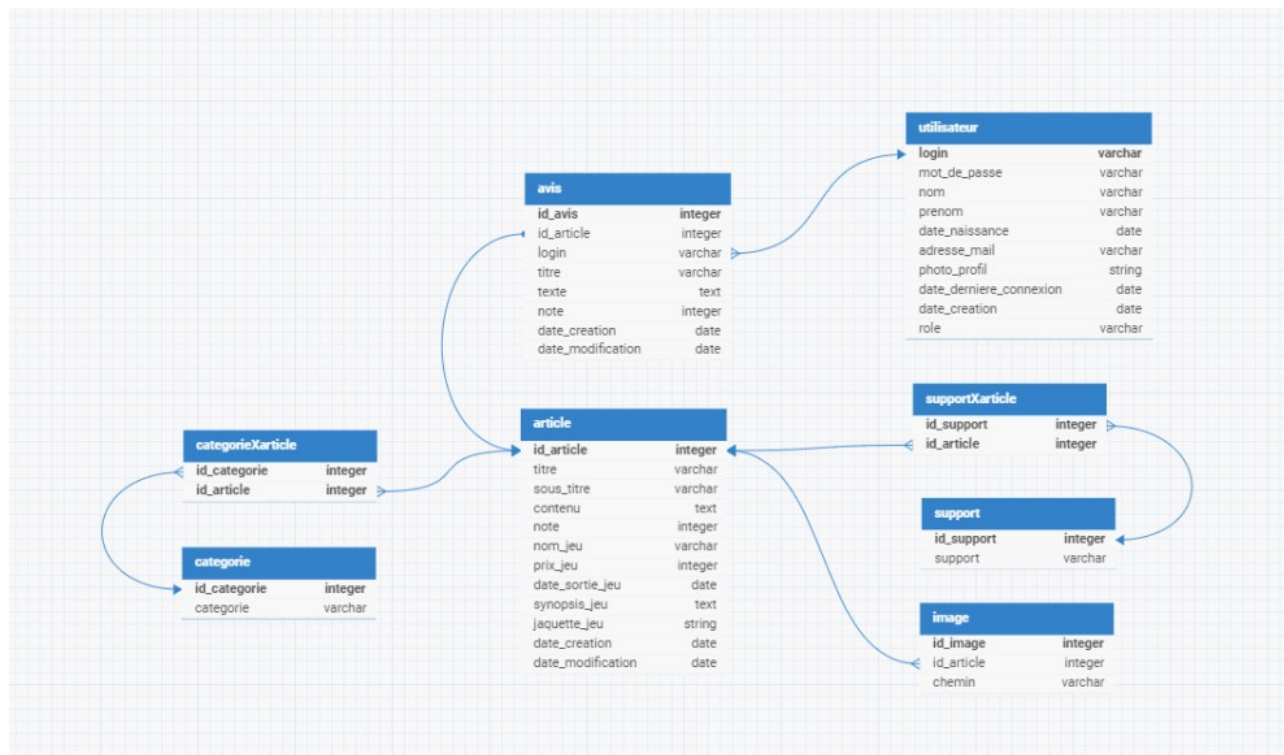 utilisateur
login varchar
mot_de_passe varchar
nom varchar
prenom varchar
date_naissance date
adresse_mail varchar
photo_profil string
date_derniere_connexion date
date_creation date
role varchar
avis
id_avis integer
id_article integer
login varchar
titre varchar
texte text
note integer
date_creation date
date_modification date
supportXarticle
id_support integer
id_article integer
article
id_article integer
titre varchar
sous_titre varchar
contenu text
note integer
nom_jeu varchar
prix_jeu integer
date_sortie_jeu date
synopsis_jeu text
jaquette_jeu string
date_creation date
date_modification date
categorieXarticle
id_categorie integer
id_article integer
support
id_support integer
support varchar
categorie
id_categorie integer
categorie varchar
image
id_image integer
id_article integer
chemin varchar